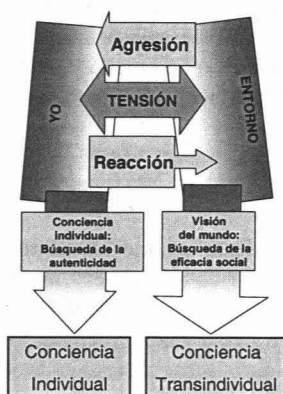 Agresión
YO
TENSIÓN
ENTORNO
Reacción
Conciencia
individual:
Búsqueda de la
autenticidad
Visión
del mundo:
Búsqueda de la
eficacia social
Conciencia
Individual
Conciencia
Transindividual